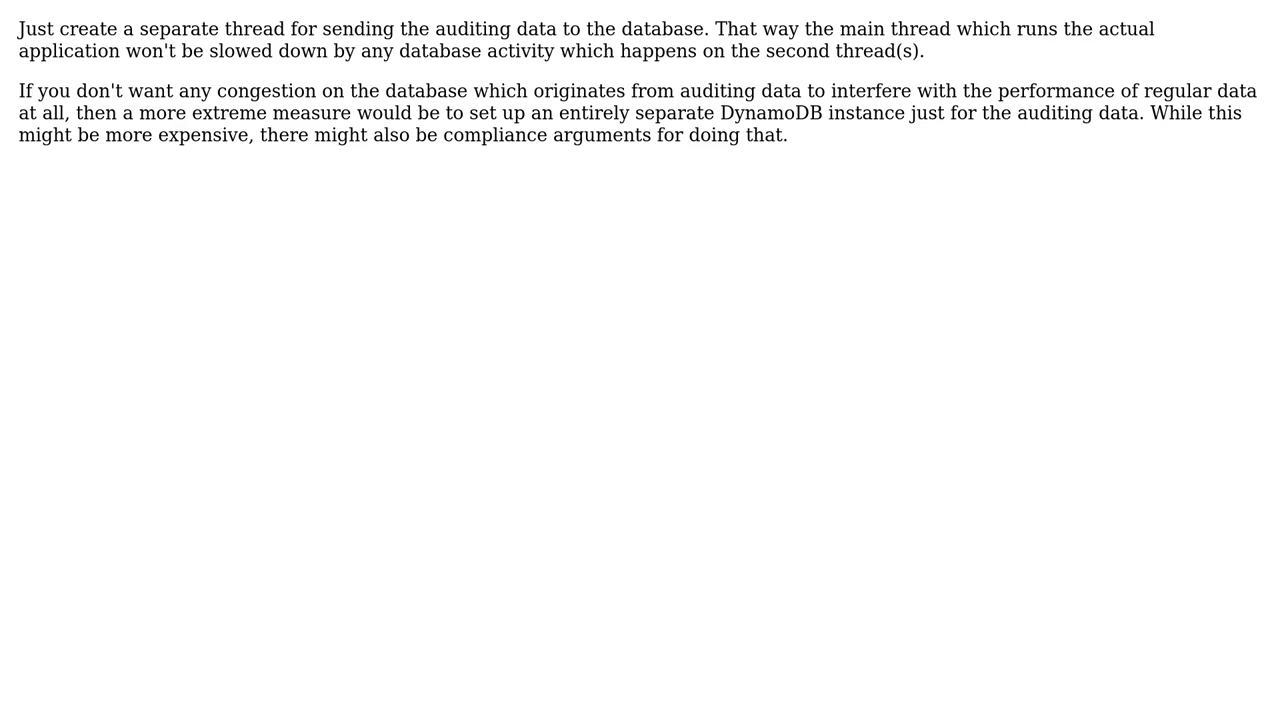 Just create a separate thread for sending the auditing data to the database. That way the main thread which runs the actual
application won't be slowed down by any database activity which happens on the second thread(s).
If you don't want any congestion on the database which originates from auditing data to interfere with the performance of regular data
at all, then a more extreme measure would be to set up an entirely separate DynamoDB instance just for the auditing data. While this
might be more expensive, there might also be compliance arguments for doing that.